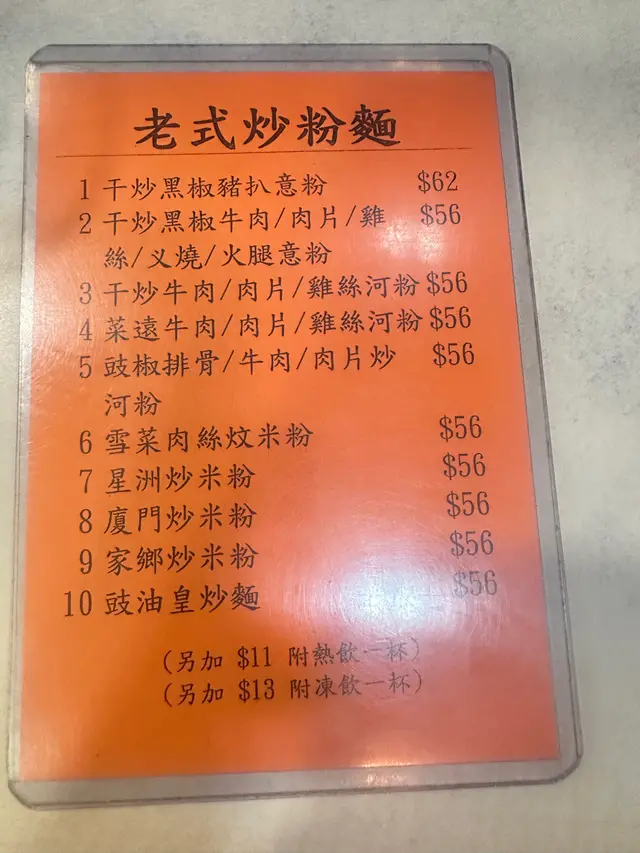 老式炒粉麵
1 干炒黑椒豬扒意粉 $62
2 干炒黑椒牛肉/肉片/雞 $56
絲/义燒/火腿意粉
3 干炒牛肉/肉片/雞絲河粉 $56
4 菜遠牛肉/肉片/雞絲河粉 $56
5 豉椒排骨/牛肉/肉片炒 $56
河粉
6 雪菜肉絲炆米粉 $56
7 星洲炒米粉 $56
8 廈門炒米粉 $56
9 家鄉炒米粉 $56
10 豉油皇炒麵 $56
(另加 $11 附熱飲一杯)
(另加 $13 附凍飲一杯)